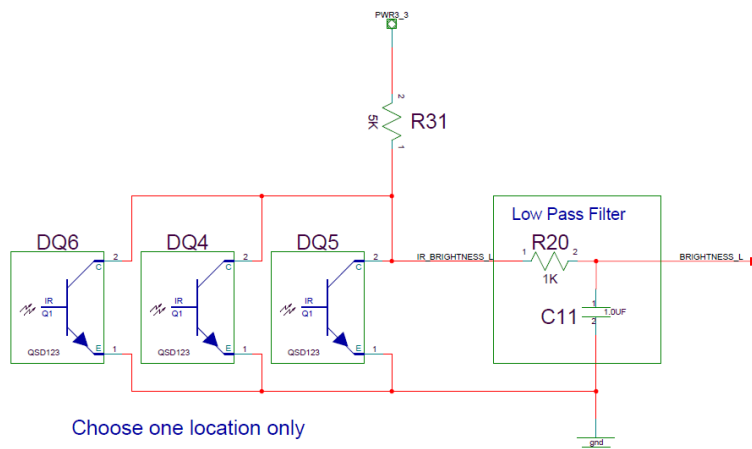 PWR3_3
2
5K
R31
1
Low Pass Filter
DQ6
DQ4
DQ5
R20
2
2
2
IR_BRIGHTNESS_L
1
2
BRIGHTNESS_L
C
C
C
1K
IR
IR
IR
1
1.0UF
Q1
Q1
Q1
C11
2
E
1
E
1
E
1
QSD123
QSD123
QSD123
Choose one location only
gnd